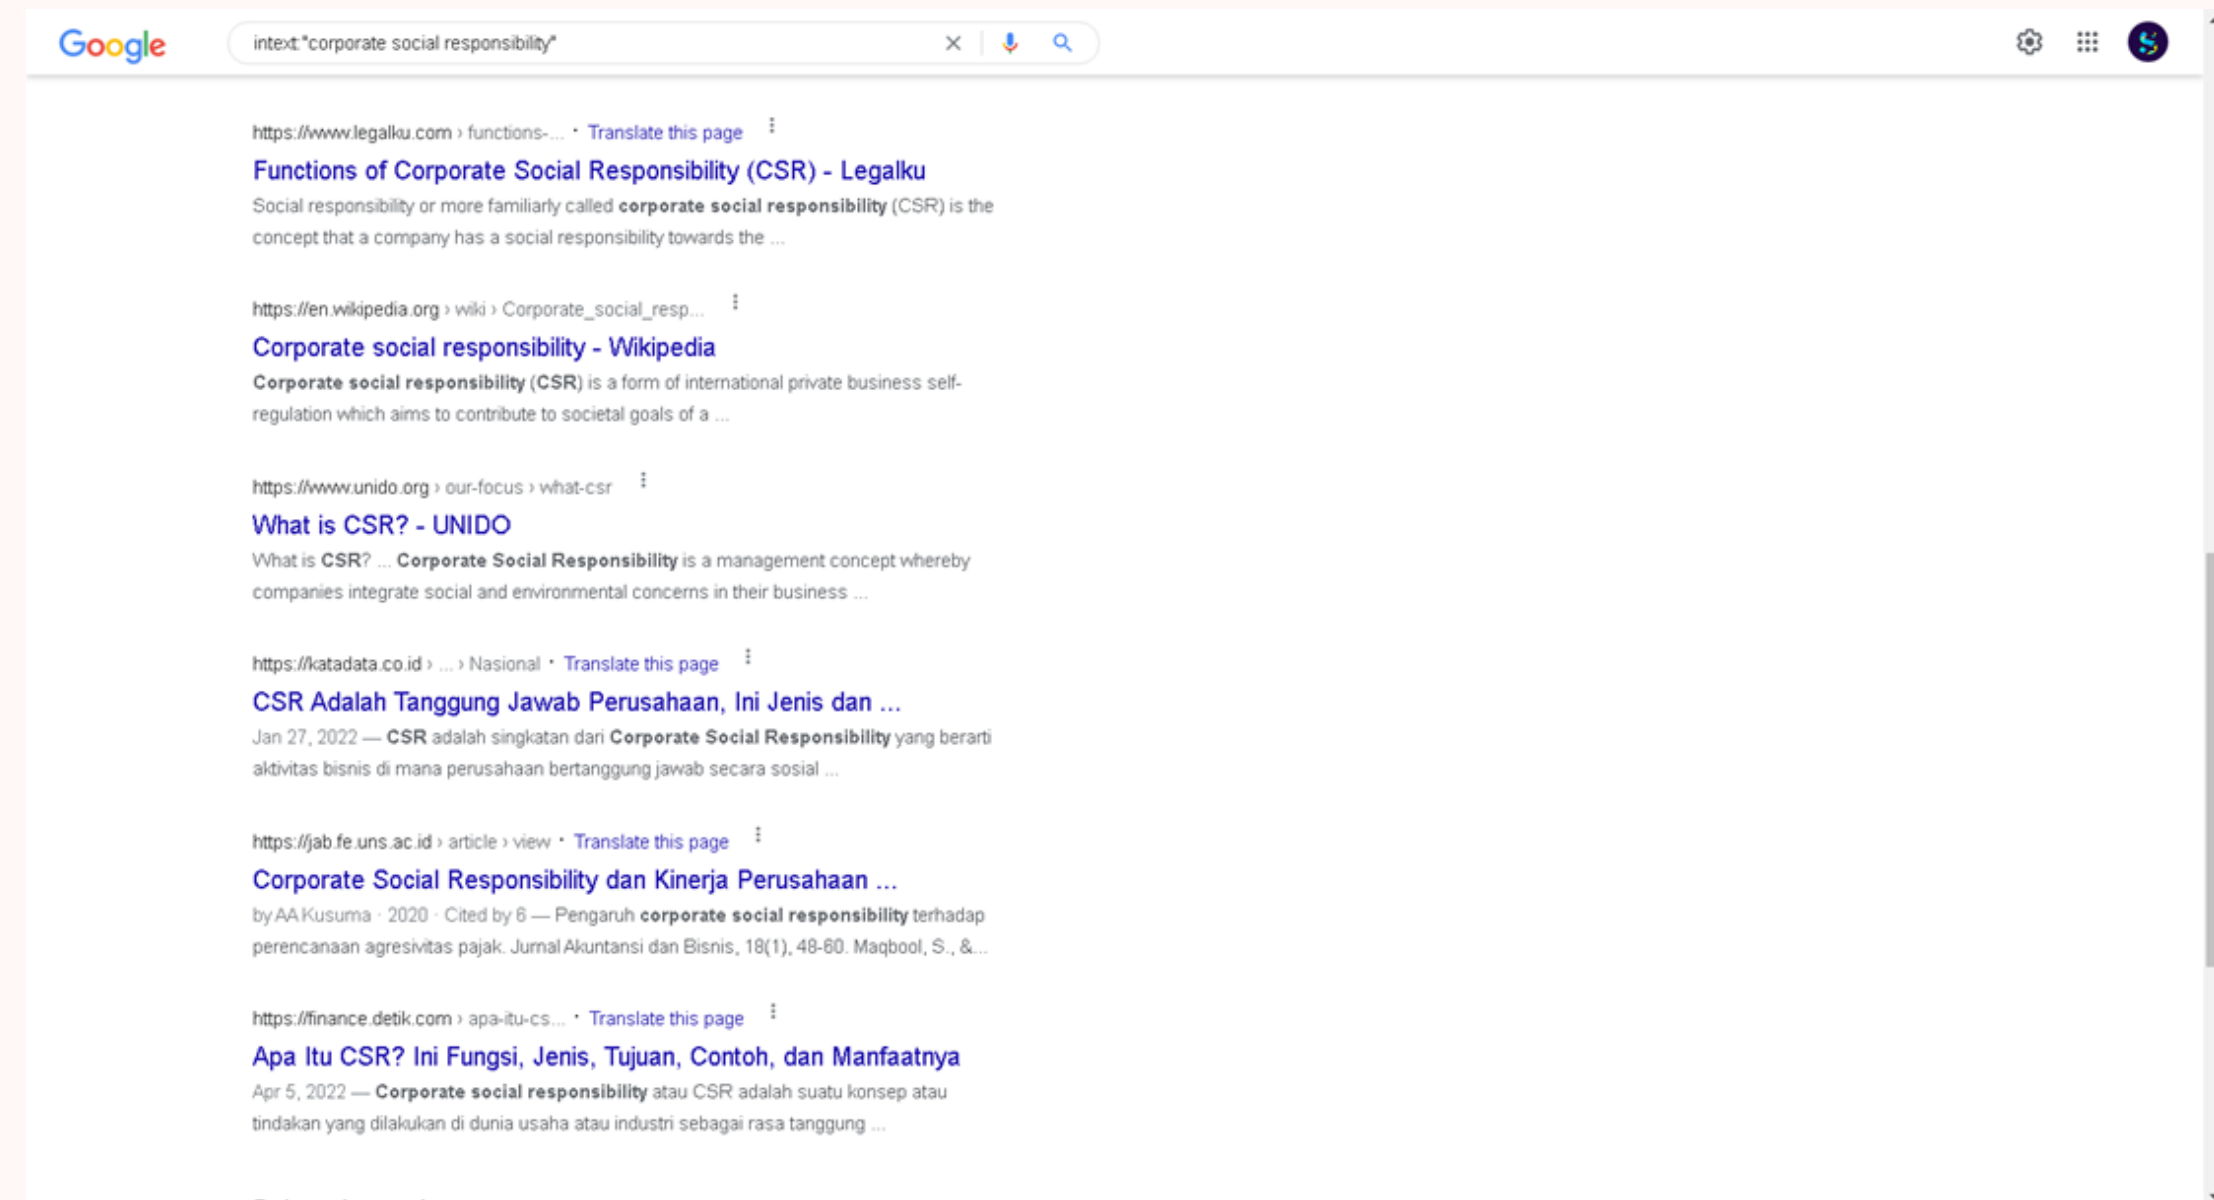 Google
intext:"corporate social responsibility"
https://www.legalku.com › functions-... · Translate this page
Functions of Corporate Social Responsibility (CSR) - Legalku
Social responsibility or more familiarly called corporate social responsibility (CSR) is the
concept that a company has a social responsibility towards the ...
https://en.wikipedia.org › wiki › Corporate_social_resp...
Corporate social responsibility - Wikipedia
Corporate social responsibility (CSR) is a form of international private business self-
regulation which aims to contribute to societal goals of a ...
https://www.unido.org › our-focus › what-csr
What is CSR? - UNIDO
What is CSR? ... Corporate Social Responsibility is a management concept whereby
companies integrate social and environmental concerns in their business ...
https://katadata.co.id › ... › Nasional · Translate this page
CSR Adalah Tanggung Jawab Perusahaan, Ini Jenis dan ...
Jan 27, 2022 — CSR adalah singkatan dari Corporate Social Responsibility yang berarti
aktivitas bisnis di mana perusahaan bertanggung jawab secara sosial ...
https://jab.fe.uns.ac.id › article › view · Translate this page
Corporate Social Responsibility dan Kinerja Perusahaan ...
by AA Kusuma · 2020 · Cited by 6 — Pengaruh corporate social responsibility terhadap
perencanaan agresivitas pajak. Jurnal Akuntansi dan Bisnis, 18(1), 48-60. Maqbool, S., &...
https://finance.detik.com › apa-itu-cs... · Translate this page
Apa Itu CSR? Ini Fungsi, Jenis, Tujuan, Contoh, dan Manfaatnya
Apr 5, 2022 — Corporate social responsibility atau CSR adalah suatu konsep atau
tindakan yang dilakukan di dunia usaha atau industri sebagai rasa tanggung ...